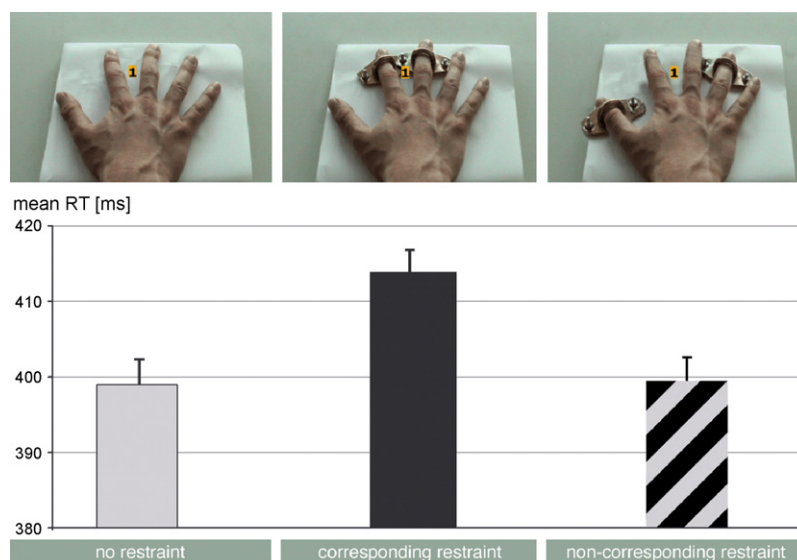 1
1
1
mean RT [ms]
420
410
400
390
380
no restraint
corresponding restraint
non-corresponding restraint